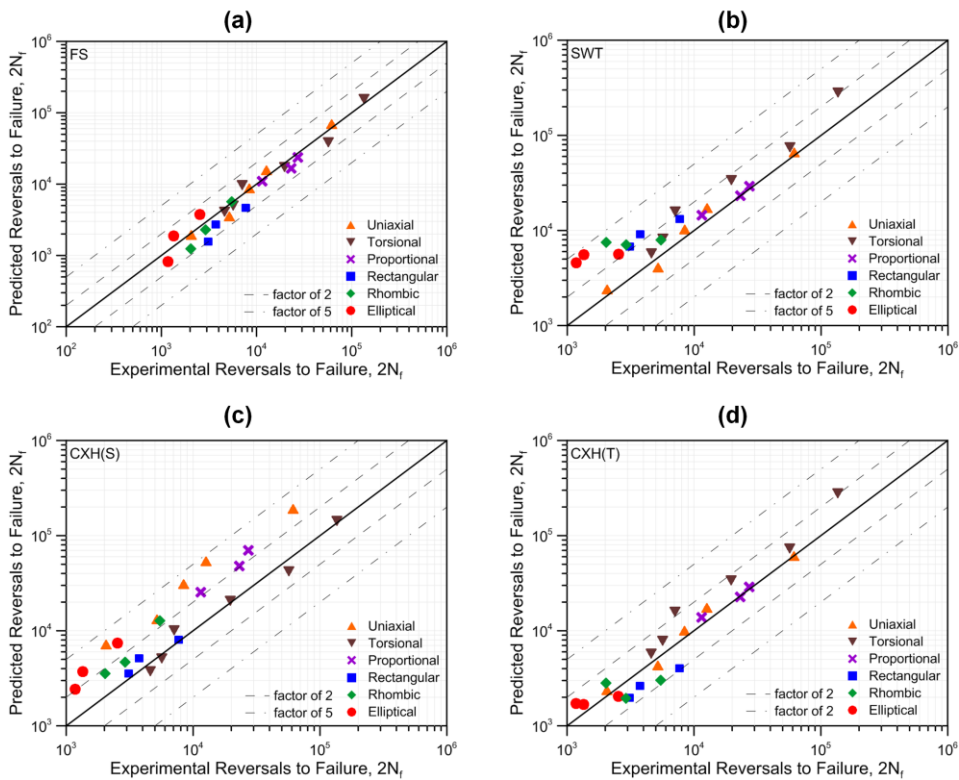 (a)
FS
Predicted Reversals to Failure, 2Nf
10^6
10^5
10^4
10^3
10^2
Uniaxial
Torsional
Proportional
Rectangular
Rhombic
Elliptical
factor of 2
factor of 5
10^2 10^3 10^4 10^5 10^6
Experimental Reversals to Failure, 2Nf
(b)
SWT
Predicted Reversals to Failure, 2Nf
10^6
10^5
10^4
10^3
Uniaxial
Torsional
Proportional
Rectangular
Rhombic
Elliptical
factor of 2
factor of 5
10^3 10^4 10^5 10^6
Experimental Reversals to Failure, 2Nf
(c)
CXH(S)
Predicted Reversals to Failure, 2Nf
10^6
10^5
10^4
10^3
Uniaxial
Torsional
Proportional
Rectangular
Rhombic
Elliptical
factor of 2
factor of 5
10^3 10^4 10^5 10^6
Experimental Reversals to Failure, 2Nf
(d)
CXH(T)
Predicted Reversals to Failure, 2Nf
10^6
10^5
10^4
10^3
Uniaxial
Torsional
Proportional
Rectangular
Rhombic
Elliptical
factor of 2
factor of 2
10^3 10^4 10^5 10^6
Experimental Reversals to Failure, 2Nf